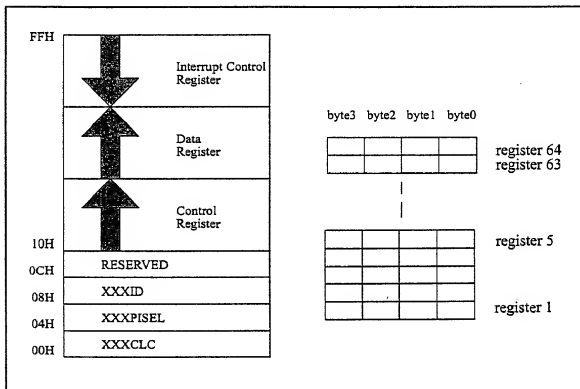 FFH
Interrupt Control
Register
Data
Register
Control
Register
10H
RESERVED
0CH
XXXID
08H
XXXPISEL
04H
XXXCLC
00H
byte3 byte2 byte1 byte0
register 64
register 63
register 5
register 1